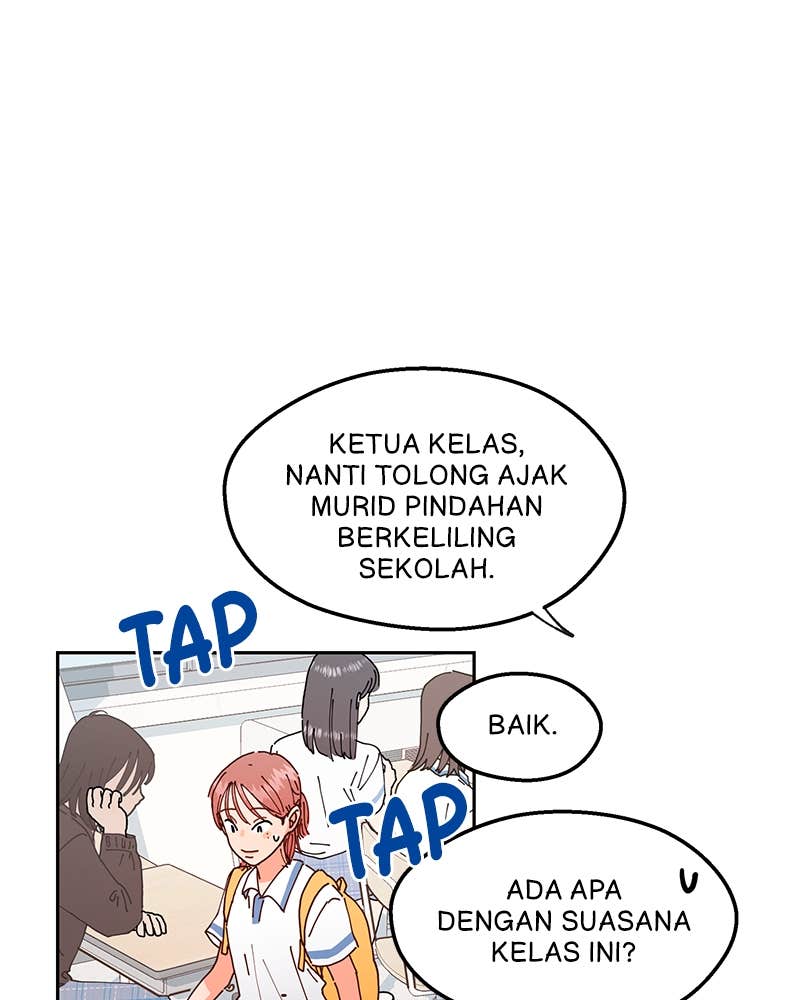 KETUA KELAS,
NANTI TOLONG AJAK
MURID PINDAHAN
BERKELILING
SEKOLAH.
TAP
BAIK.
TAP
ADA APA
DENGAN SUASANA
KELAS INI?